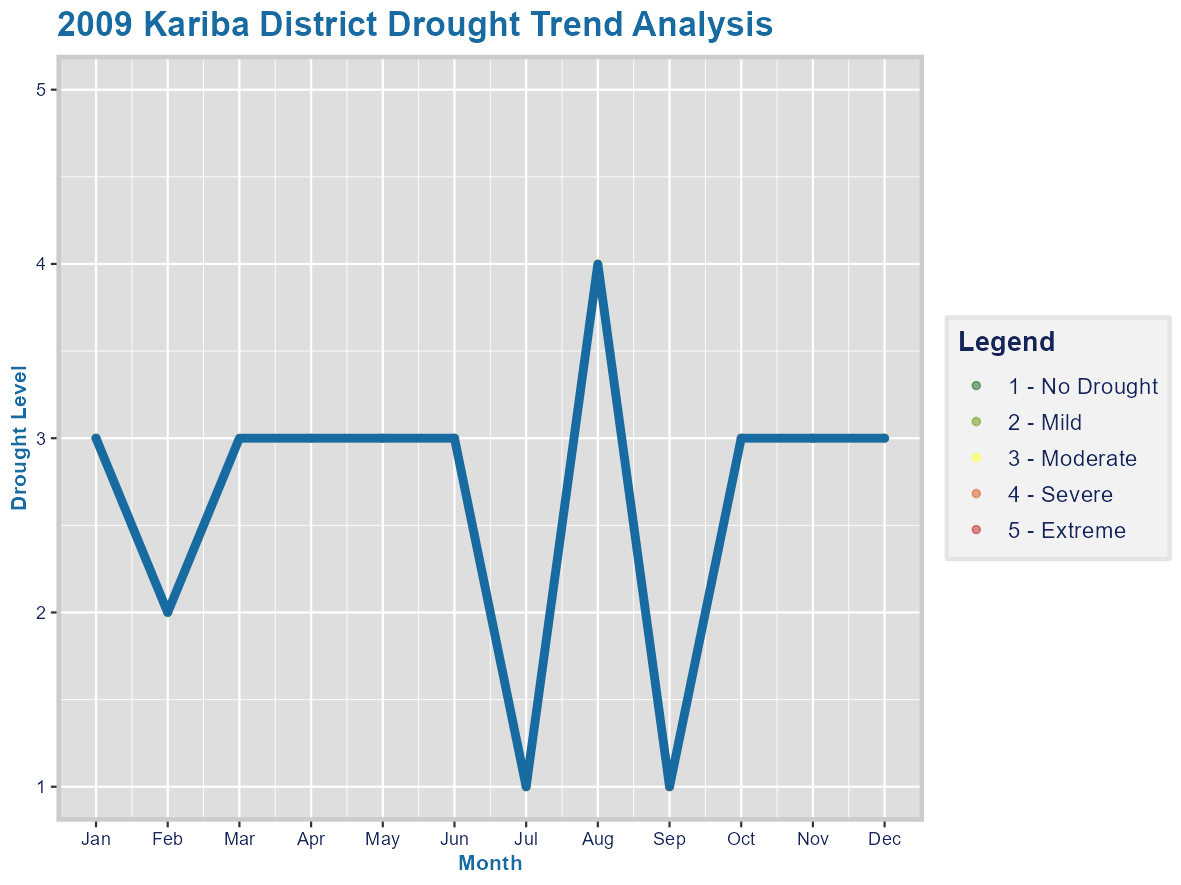 2009 Kariba District Drought Trend Analysis
Drought Level
5
4
3
2
1
Jan Feb Mar Apr May Jun Jul Aug Sep Oct Nov Dec
Month
Legend
1 - No Drought
2 - Mild
3 - Moderate
4 - Severe
5 - Extreme